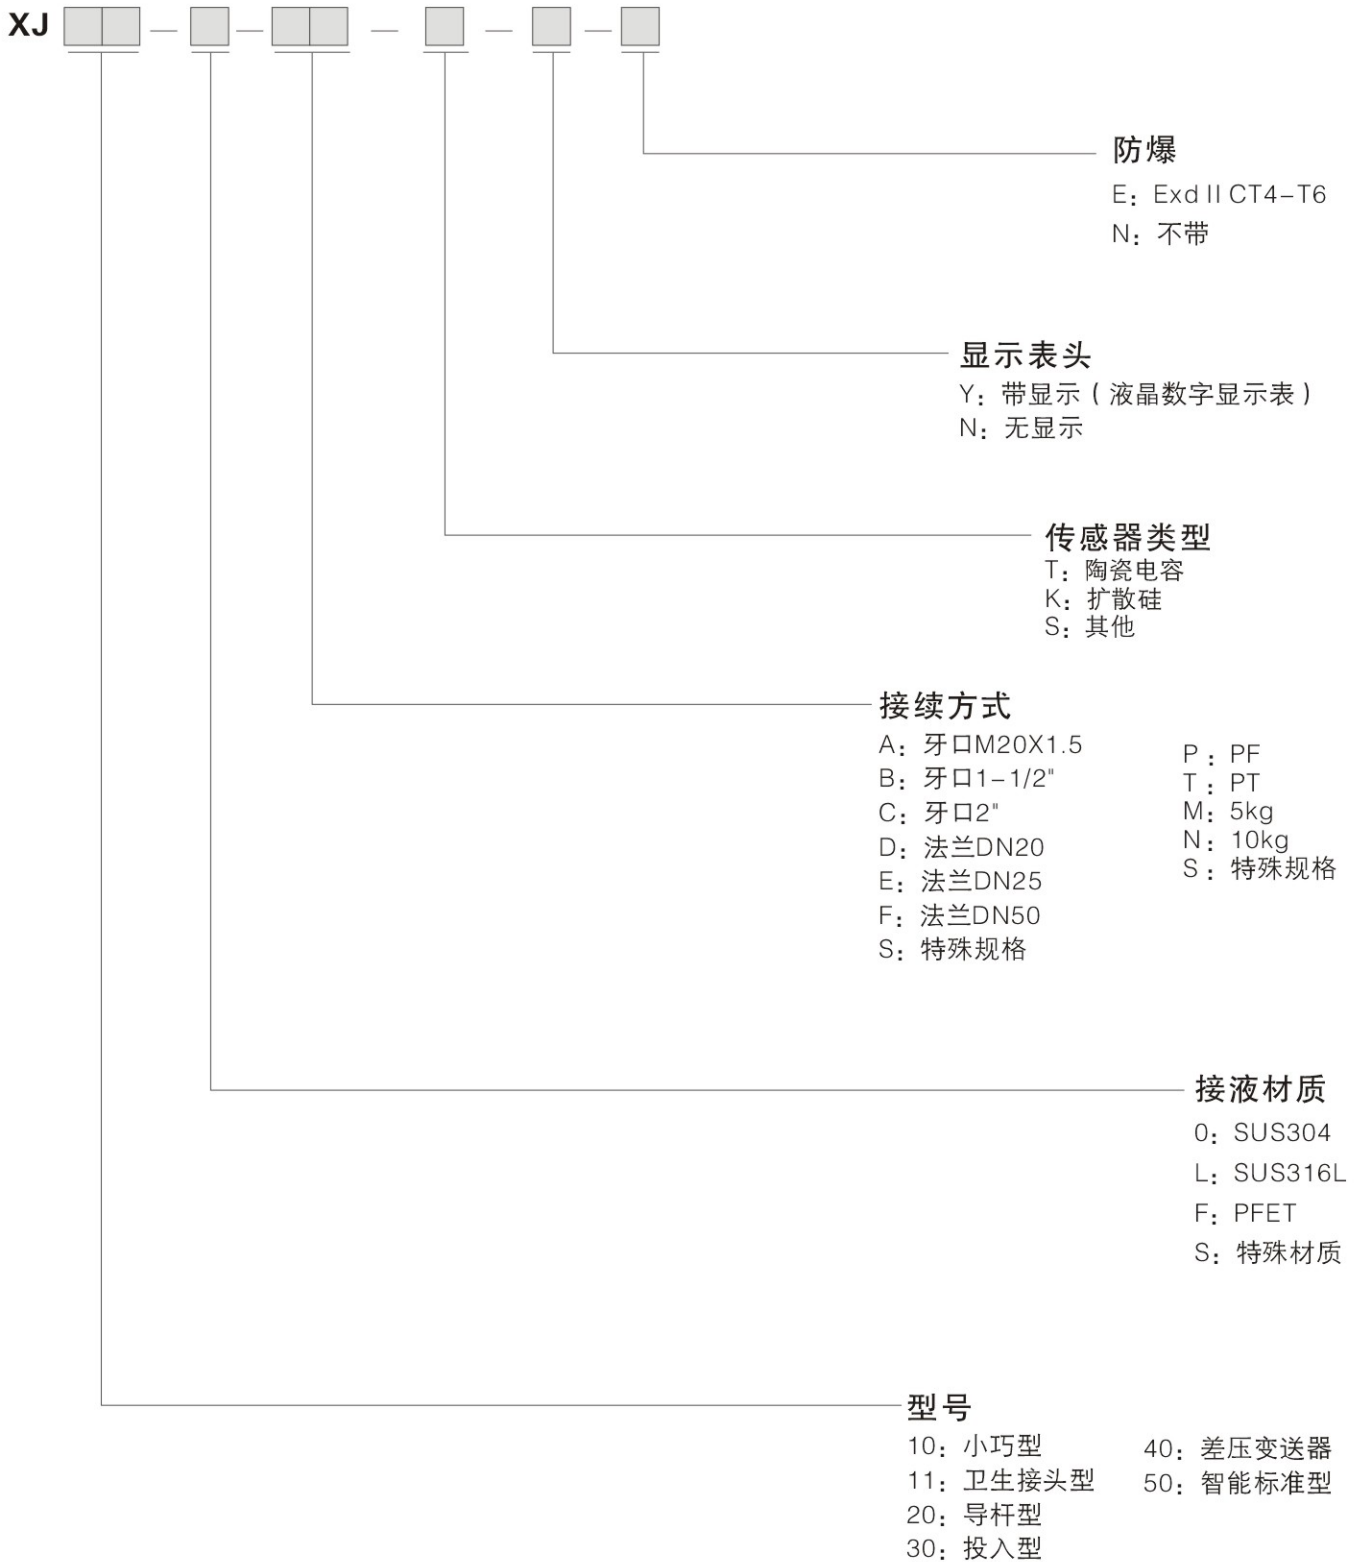 XJ
防爆
E：Exd II CT4-T6
N：不带
显示表头
Y：带显示（液晶数字显示表）
N：无显示
传感器类型
T：陶瓷电容
K：扩散硅
S：其他
接续方式
A：牙口M20X1.5
B：牙口1-1/2"
C：牙口2"
D：法兰DN20
E：法兰DN25
F：法兰DN50
S：特殊规格
P：PF
T：PT
M：5kg
N：10kg
S：特殊规格
接液材质
0：SUS304
L：SUS316L
F：PFET
S：特殊材质
型号
10：小巧型
11：卫生接头型
20：导杆型
30：投入型
40：差压变送器
50：智能标准型